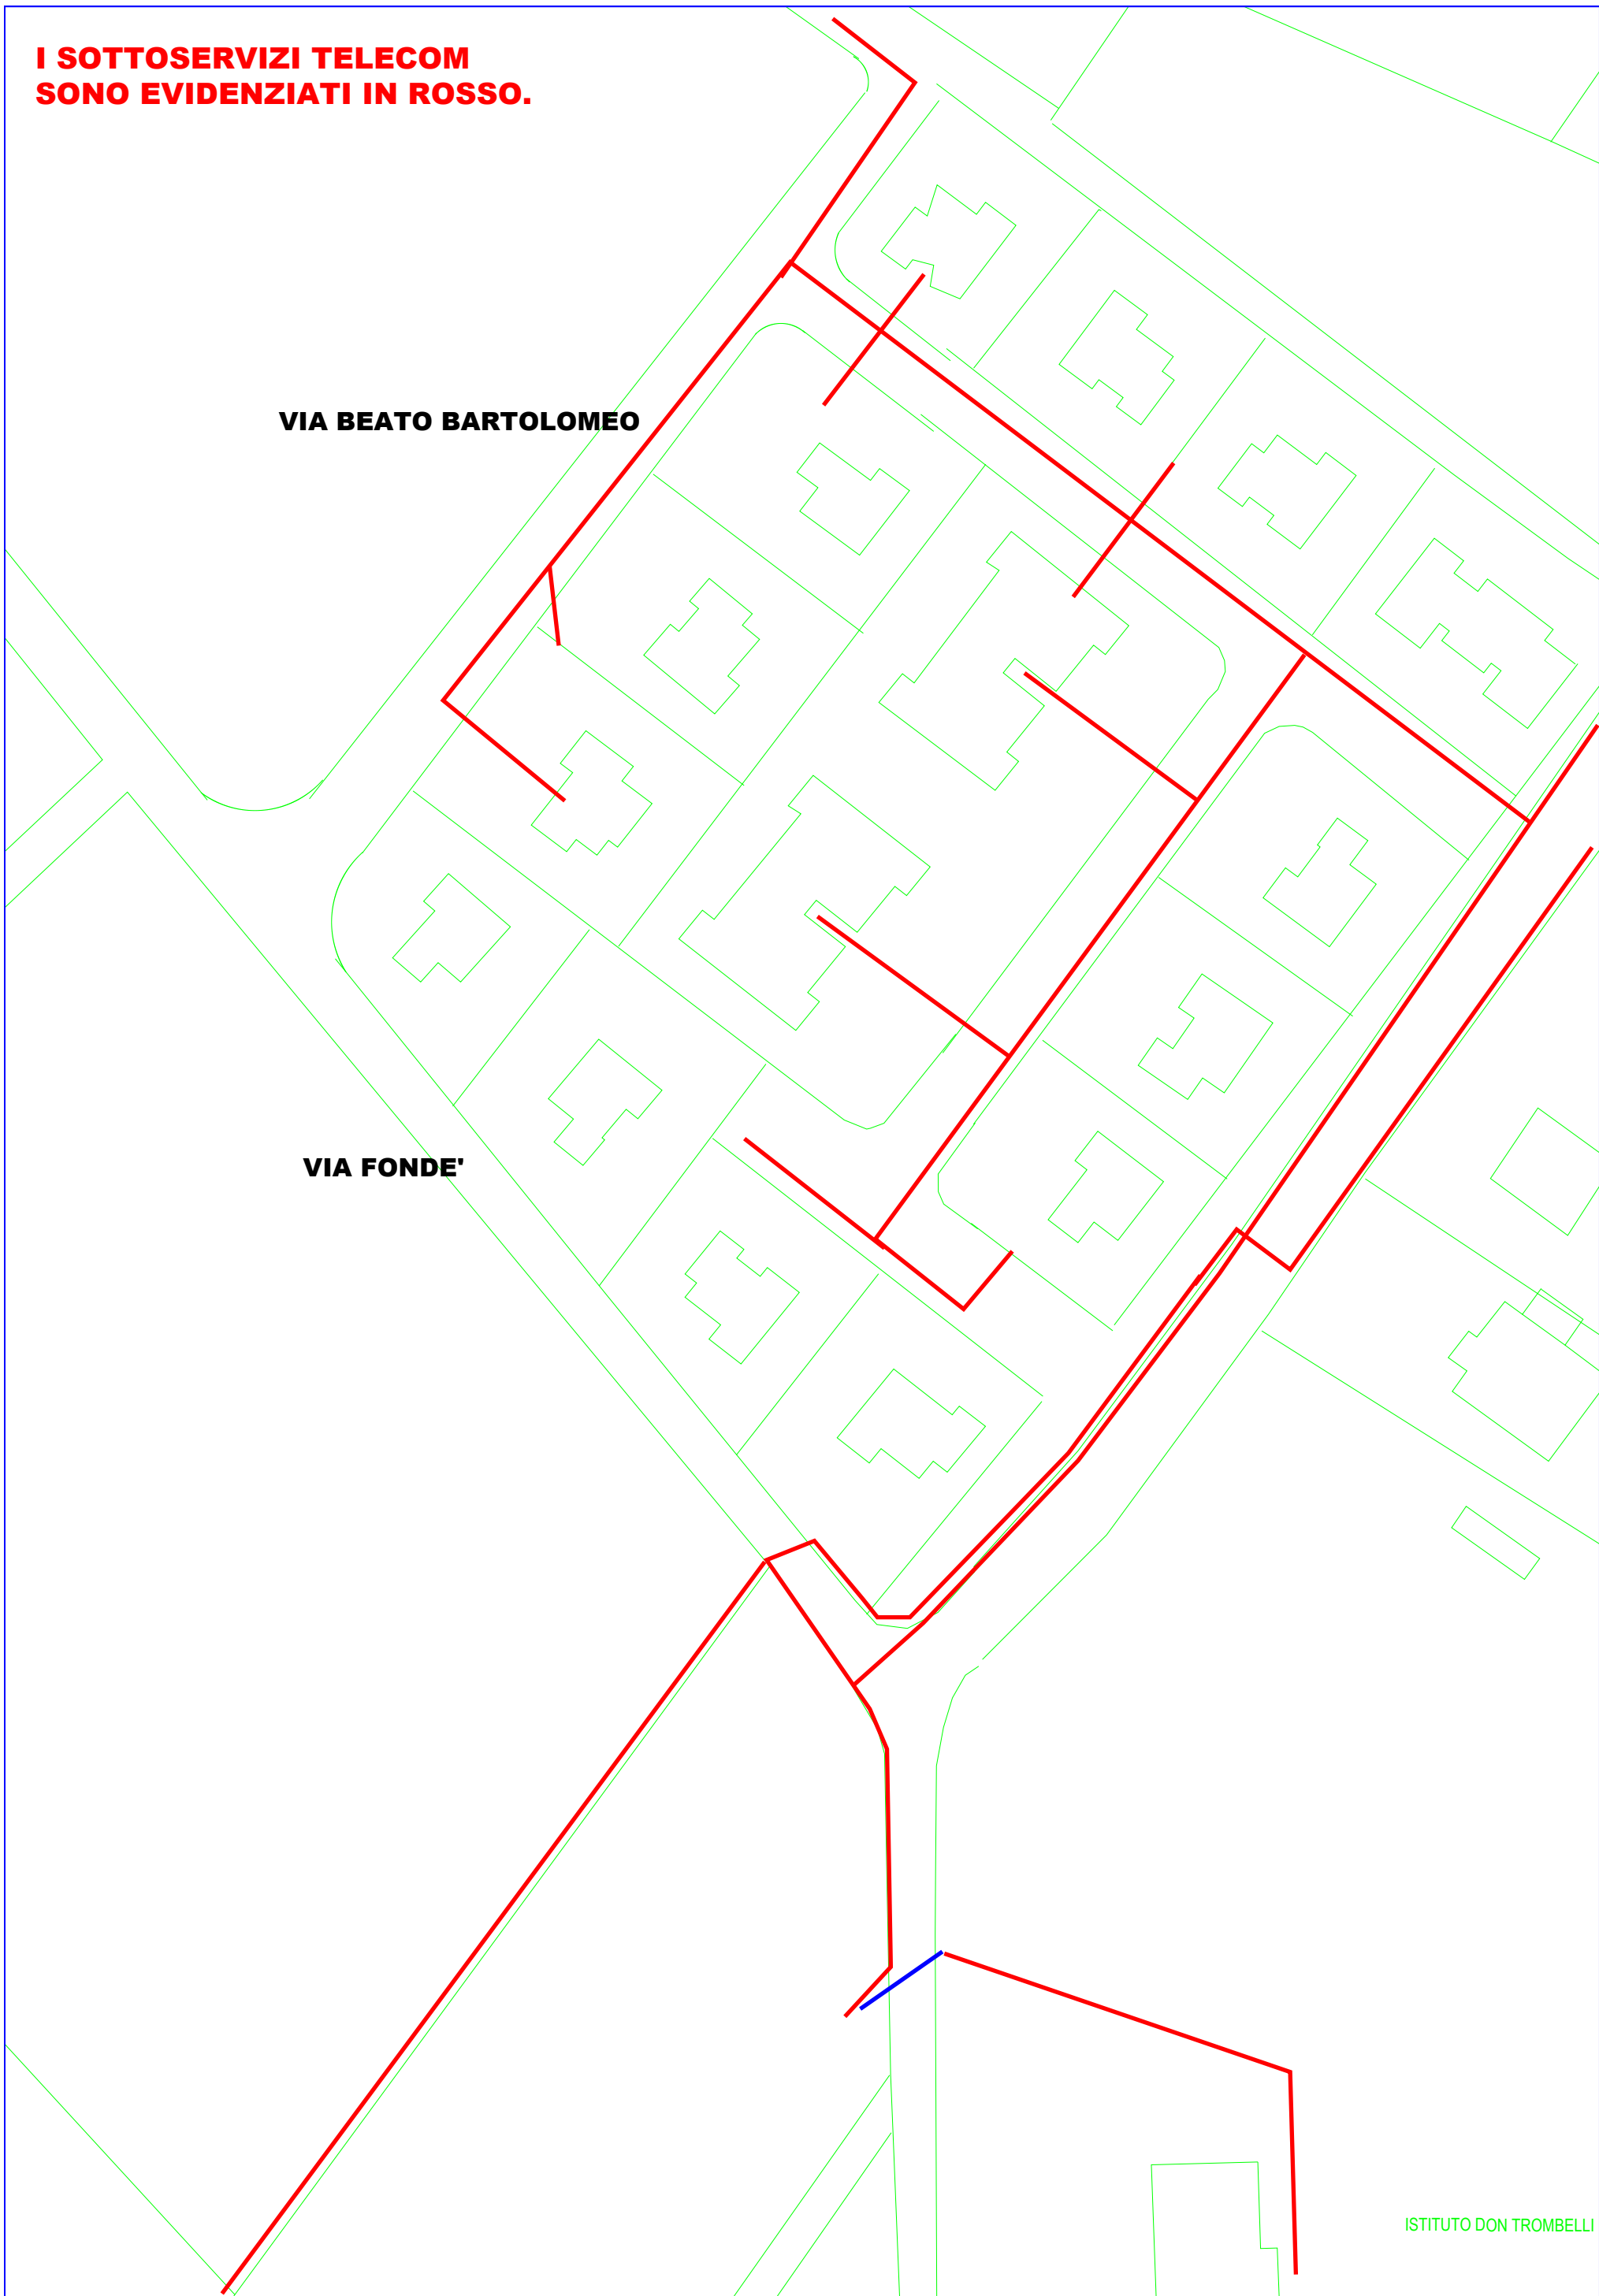 I SOTTOSERVIZI TELECOM
SONO EVIDENZIATI IN ROSSO.
VIA BEATO BARTOLOMEO
VIA FONDE'
ISTITUTO DON TROMBELLI